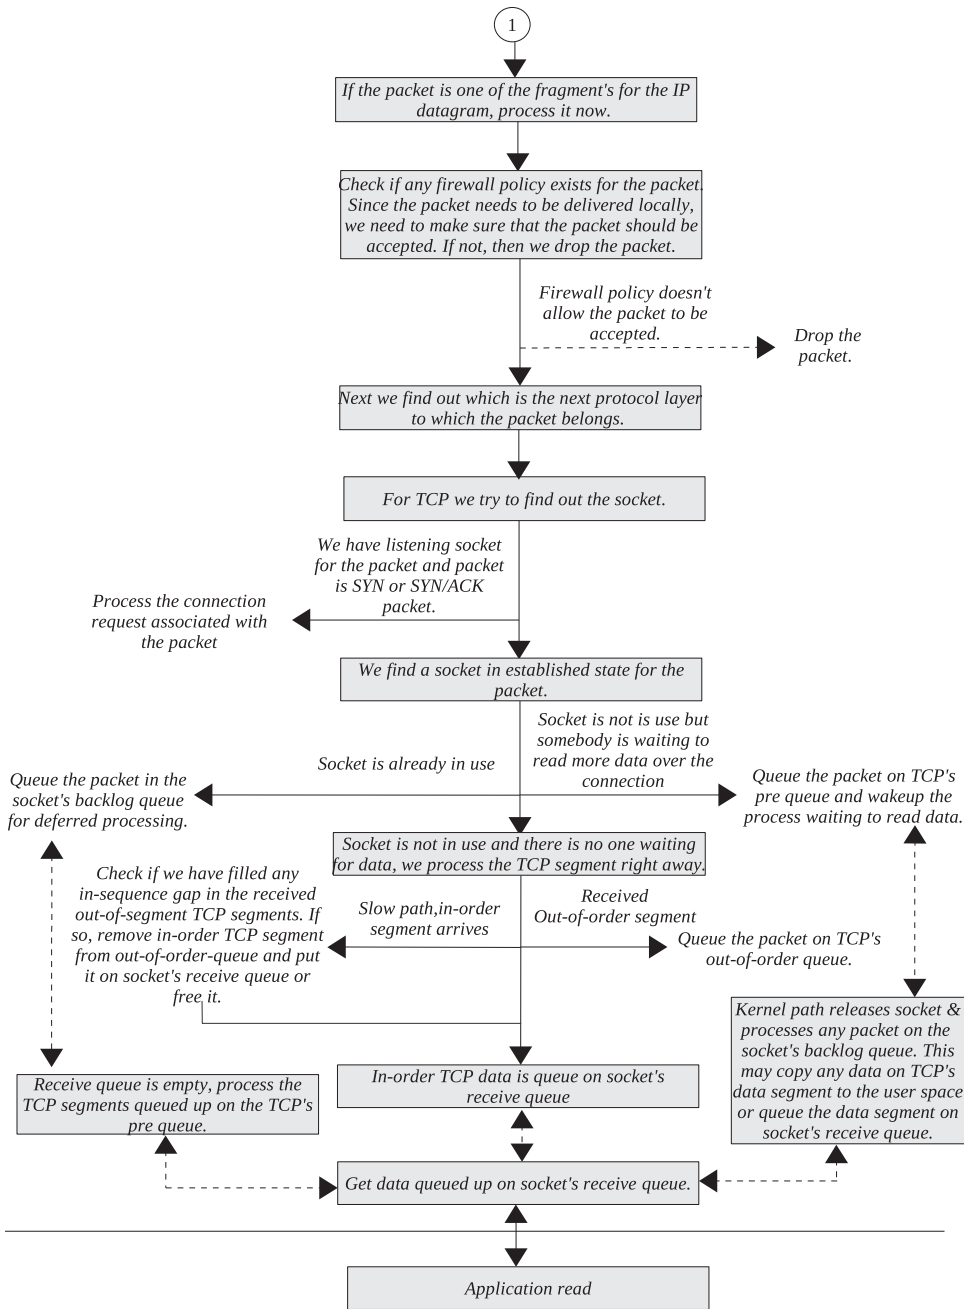 1
If the packet is one of the fragment's for the IP
datagram, process it now.
Check if any firewall policy exists for the packet.
Since the packet needs to be delivered locally,
we need to make sure that the packet should be
accepted. If not, then we drop the packet.
Firewall policy doesn't
allow the packet to be
accepted.
Drop the
packet.
Next we find out which is the next protocol layer
to which the packet belongs.
For TCP we try to find out the socket.
We have listening socket
for the packet and packet
is SYN or SYN/ACK
packet.
Process the connection
request associated with
the packet
We find a socket in established state for the
packet.
Socket is not is use but
somebody is waiting to
read more data over the
connection
Socket is already in use
Queue the packet in the
socket's backlog queue
for deferred processing.
Queue the packet on TCP's
pre queue and wakeup the
process waiting to read data.
Socket is not in use and there is no one waiting
for data, we process the TCP segment right away.
Check if we have filled any
in-sequence gap in the received
out-of-segment TCP segments. If
so, remove in-order TCP segment
from out-of-order-queue and put
it on socket's receive queue or
free it.
Slow path,in-order
segment arrives
Received
Out-of-order segment
Queue the packet on TCP's
out-of-order queue.
Kernel path releases socket &
processes any packet on the
socket's backlog queue. This
may copy any data on TCP's
data segment to the user space
or queue the data segment on
socket's receive queue.
Receive queue is empty, process the
TCP segments queued up on the TCP's
pre queue.
In-order TCP data is queue on socket's
receive queue
Get data queued up on socket's receive queue.
Application read